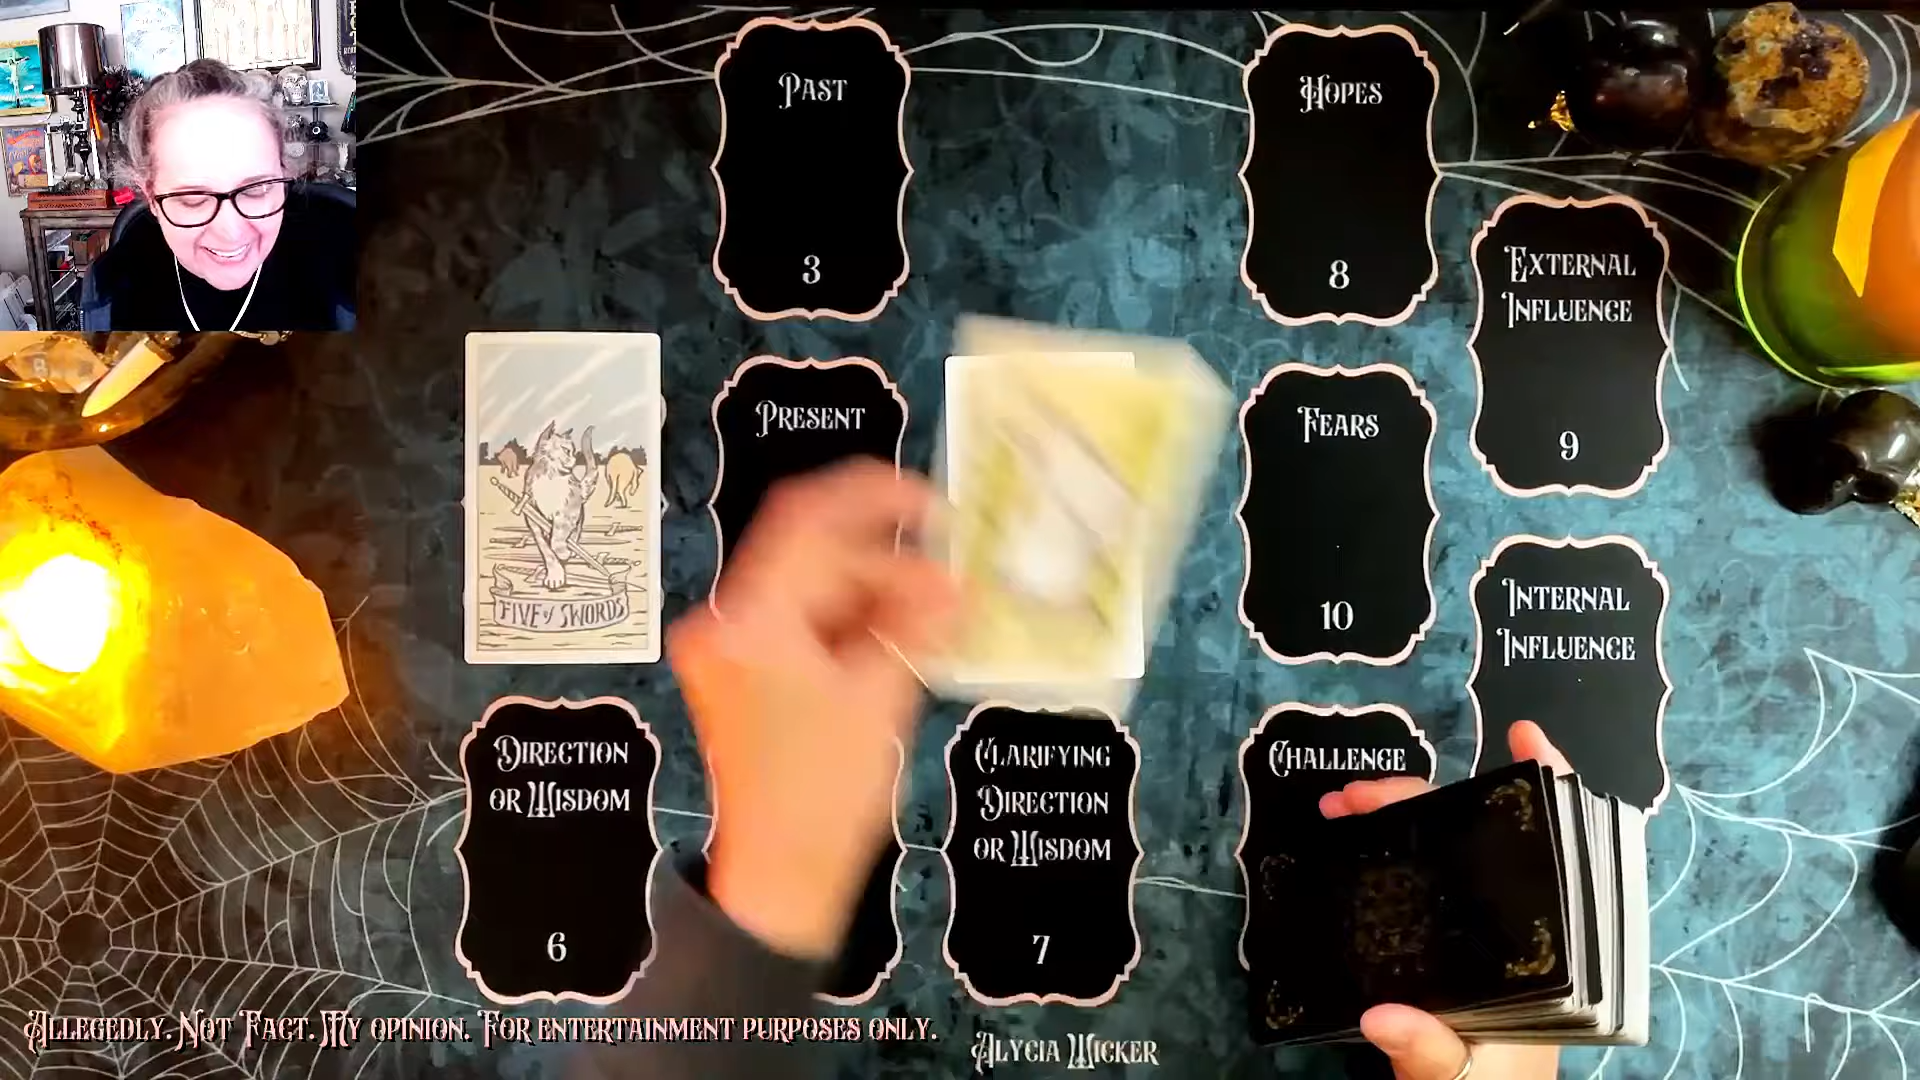 PAST
3
HOPES
8
EXTERNAL
INFLUENCE
9
FIVE of SWORDS
PRESENT
FEARS
10
INTERNAL
INFLUENCE
DIRECTION
OR WISDOM
6
CLARIFYING
DIRECTION
OR WISDOM
7
CHALLENGE
ALLEGEDLY. NOT FACT. MY OPINION. FOR ENTERTAINMENT PURPOSES ONLY.
ALYCIA WICKER